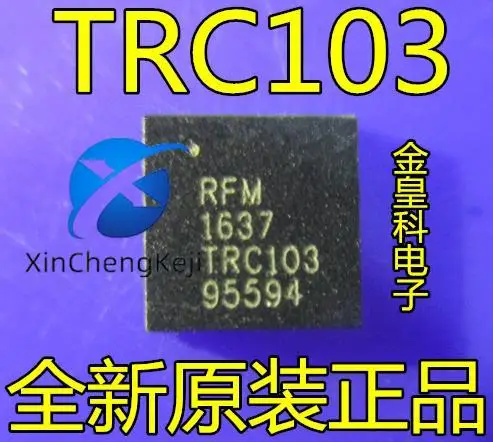 TRC103
RFM
1637
TRC103
95594
XinChengKeji
金皇科电子
全新原装正品